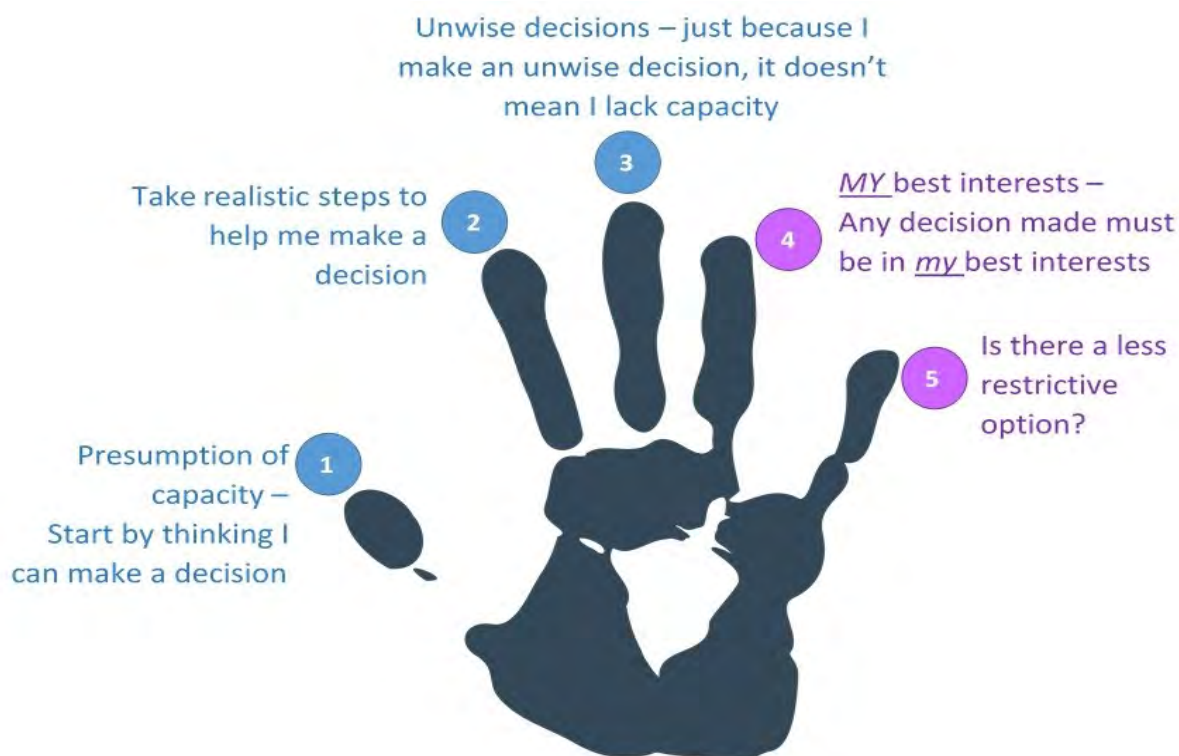 Unwise decisions – just because I
make an unwise decision, it doesn't
mean I lack capacity
3
Take realistic steps to
help me make a
decision
2
MY best interests –
Any decision made must
be in my best interests
4
Is there a less
restrictive
option?
5
Presumption of
capacity –
Start by thinking I
can make a decision
1